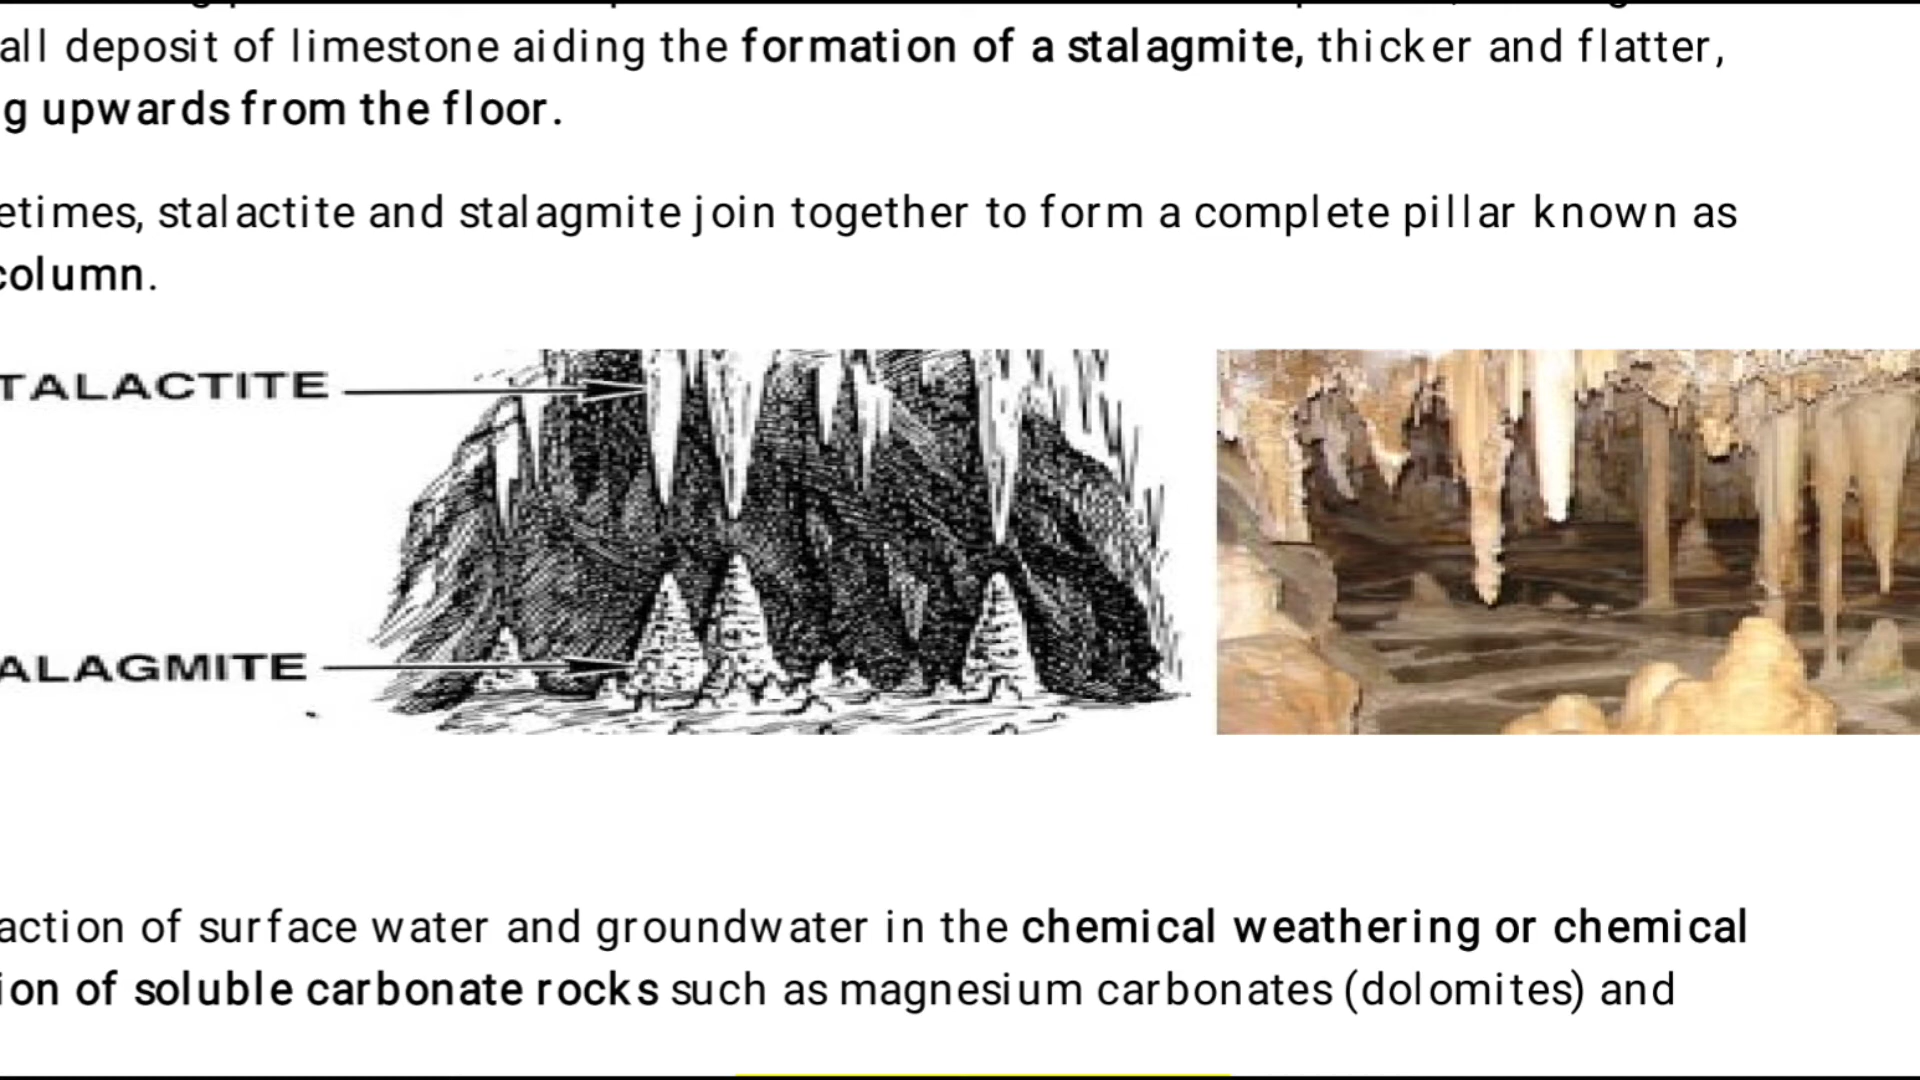 all deposit of limestone aiding the formation of a stalagmite, thicker and flatter,
g upwards from the floor.
etimes, stalactite and stalagmite join together to form a complete pillar known as
column.
TALACTITE
ALAGMITE
action of surface water and groundwater in the chemical weathering or chemical
ion of soluble carbonate rocks such as magnesium carbonates (dolomites) and